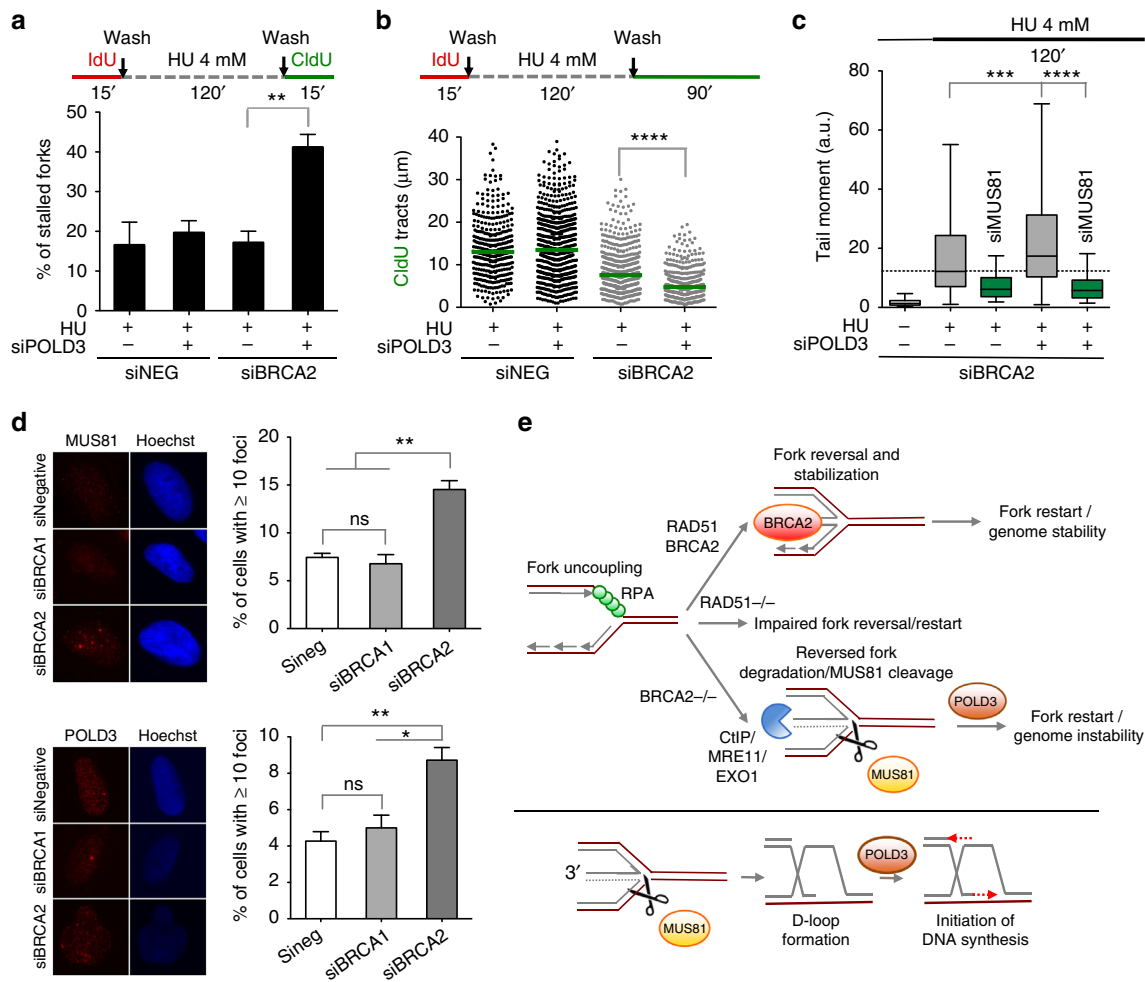 a
Wash Wash
IdU HU 4 mM CldU
15′ 120′ 15′
**
% of stalled forks
50
40
30
20
10
0
HU + + + +
siPOLD3 – + – +
siNEG siBRCA2
b
Wash Wash
IdU HU 4 mM
15′ 120′ 90′
****
CldU tracts (μm)
40
30
20
10
0
HU + + + +
siPOLD3 – + – +
siNEG siBRCA2
c
HU 4 mM
120′
*** ****
Tail moment (a.u.)
80
60
40
20
0
siMUS81 siMUS81
HU – + + + +
siPOLD3 – – – + +
siBRCA2
d
MUS81 Hoechst
siNegative
siBRCA1
siBRCA2
% of cells with ≥ 10 foci
20
15
10
5
0
**
ns
Sineg siBRCA1 siBRCA2
POLD3 Hoechst
siNegative
siBRCA1
siBRCA2
% of cells with ≥ 10 foci
10
8
6
4
2
0
**
*
ns
Sineg siBRCA1 siBRCA2
e
Fork reversal and
stabilization
BRCA2
RAD51
BRCA2
Fork restart /
genome stability
Fork uncoupling
RPA
RAD51–/–
Impaired fork reversal/restart
Reversed fork
degradation/MUS81 cleavage
BRCA2–/–
CtIP/
MRE11/
EXO1
MUS81
POLD3
Fork restart /
genome instability
3′
MUS81
POLD3
D-loop
formation
Initiation of
DNA synthesis